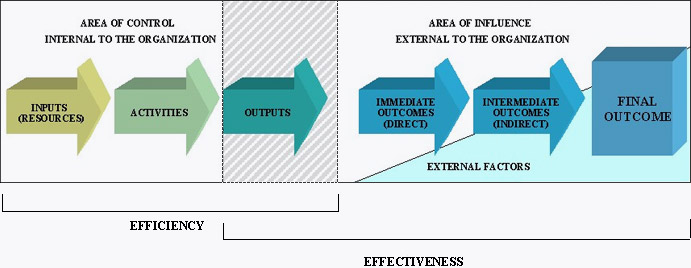 AREA OF CONTROL
INTERNAL TO THE ORGANIZATION
AREA OF INFLUENCE
EXTERNAL TO THE ORGANIZATION
INPUTS
(RESOURCES)
ACTIVITIES
OUTPUTS
IMMEDIATE
OUTCOMES
(DIRECT)
INTERMEDIATE
OUTCOMES
(INDIRECT)
FINAL
OUTCOME
EXTERNAL FACTORS
EFFICIENCY
EFFECTIVENESS